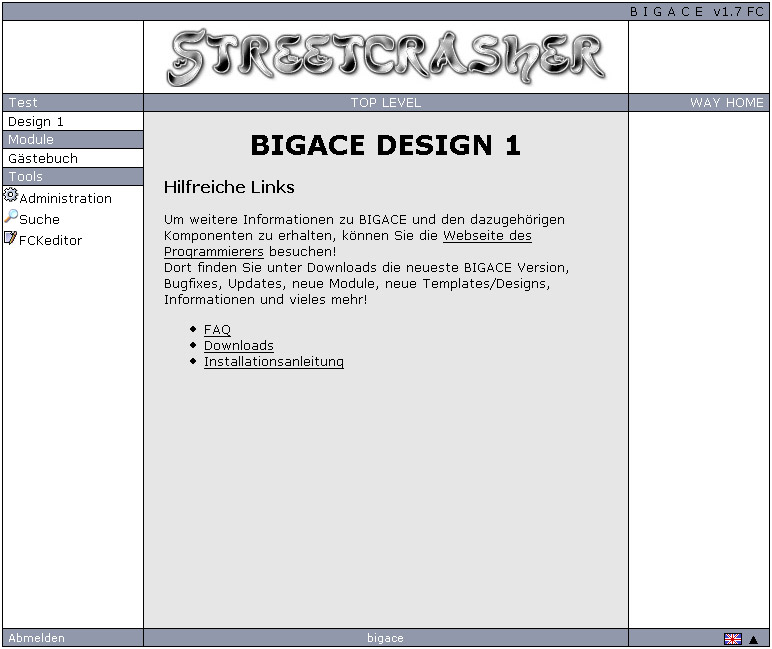 B I G A C E v1.7 FC
STREETCRASHER
Test
TOP LEVEL
WAY HOME
Design 1
Module
Gästebuch
Tools
Administration
Suche
FCKeditor
BIGACE DESIGN 1
Hilfreiche Links
Um weitere Informationen zu BIGACE und den dazugehörigen
Komponenten zu erhalten, können Sie die Webseite des
Programmierers besuchen!
Dort finden Sie unter Downloads die neueste BIGACE Version,
Bugfixes, Updates, neue Module, neue Templates/Designs,
Informationen und vieles mehr!
FAQ
Downloads
Installationsanleitung
Abmelden
bigace